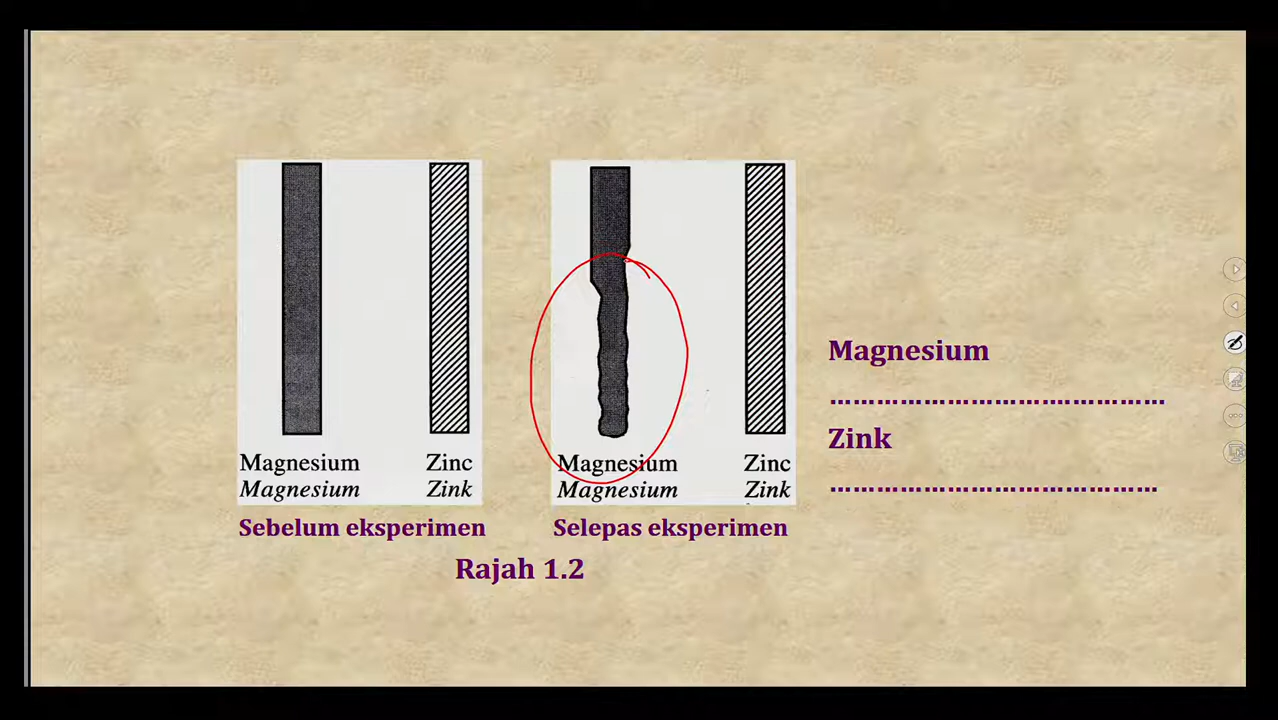 Magnesium
Magnesium
Zinc
Zink
Magnesium
Magnesium
Zinc
Zink
Sebelum eksperimen
Selepas eksperimen
Rajah 1.2
Magnesium
............................................
Zink
............................................